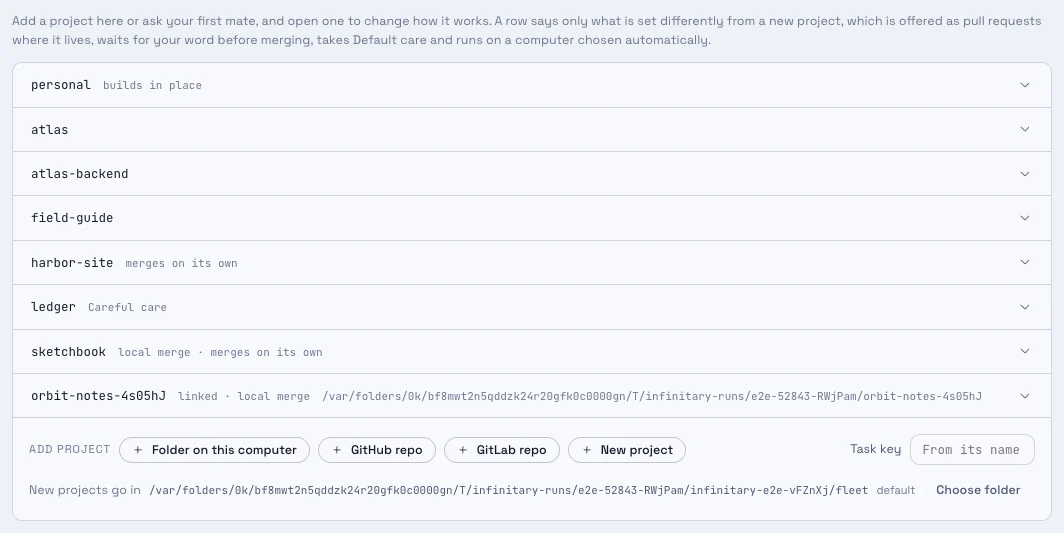 Add a project here or ask your first mate, and open one to change how it works. A row says only what is set differently from a new project, which is offered as pull requests
where it lives, waits for your word before merging, takes Default care and runs on a computer chosen automatically.
personal builds in place
atlas
atlas-backend
field-guide
harbor-site merges on its own
ledger Careful care
sketchbook local merge · merges on its own
orbit-notes-4s05hJ linked · local merge /var/folders/0k/bf8mwt2n5qddzk24r20gfk0c0000gn/T/infinitary-runs/e2e-52843-RWjPam/orbit-notes-4s05hJ
ADD PROJECT + Folder on this computer + GitHub repo + GitLab repo + New project Task key From its name
New projects go in /var/folders/0k/bf8mwt2n5qddzk24r20gfk0c0000gn/T/infinitary-runs/e2e-52843-RWjPam/infinitary-e2e-vFZnXj/fleet default Choose folder